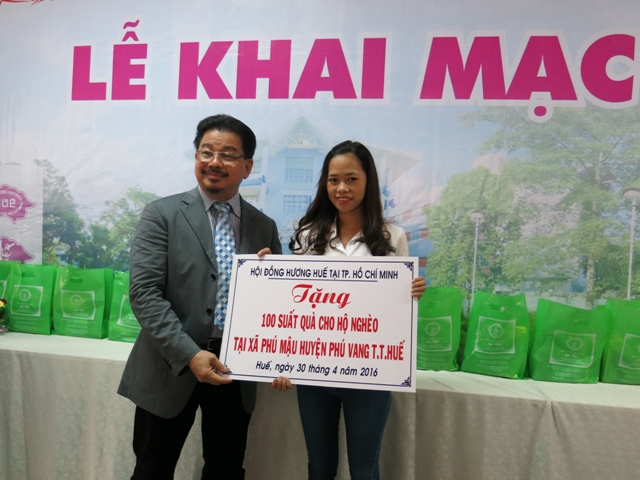 LỄ KHAI MẠC
HỘI ĐỒNG HƯƠNG HUẾ TẠI TP. HỒ CHÍ MINH
Tặng
100 SUẤT QUÀ CHO HỘ NGHÈO
TẠI XÃ PHÚ MẬU HUYỆN PHÚ VANG T.T.HUẾ
Huế, ngày 30 tháng 4 năm 2016